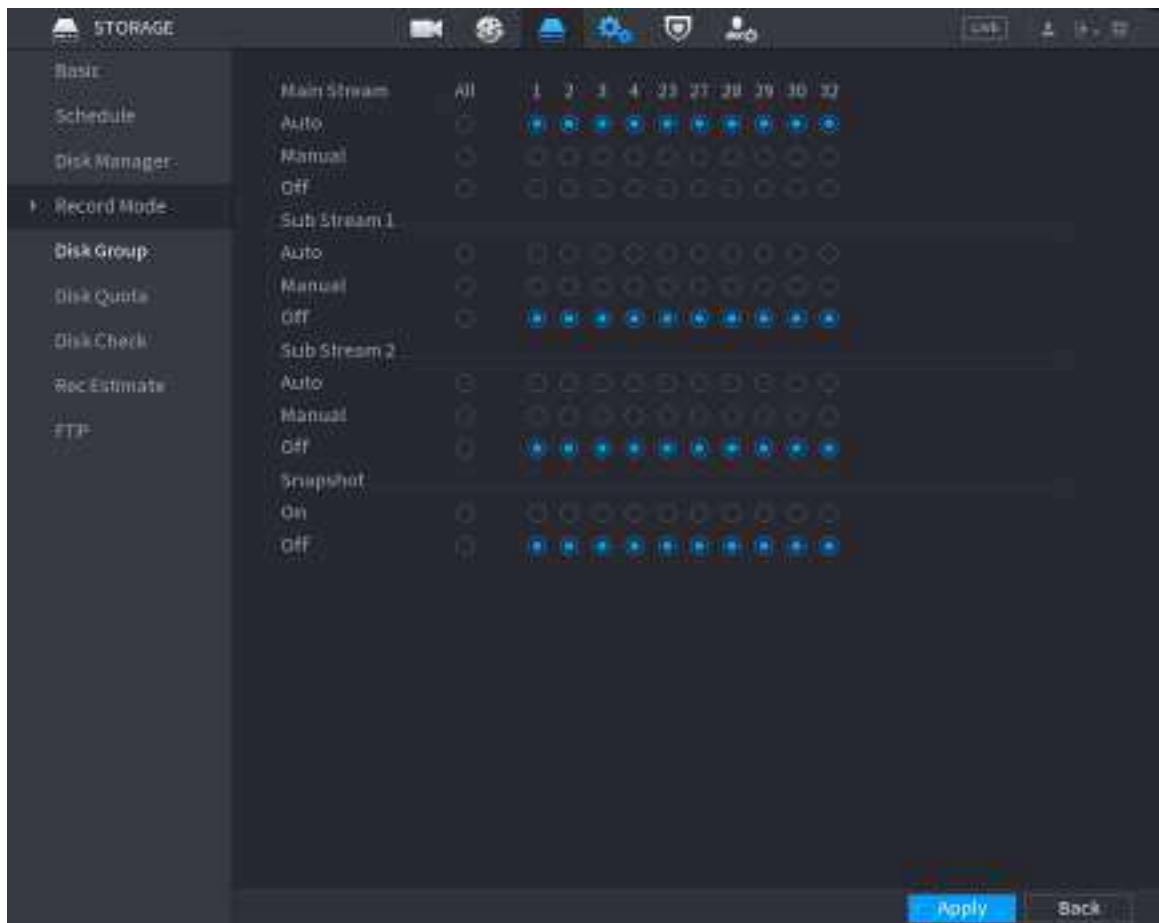 STORAGE
LIVE
Basic
Schedule
Disk Manager
Record Mode
Disk Group
Disk Quota
Disk Check
Rec Estimate
FTP
Main Stream All 1 2 3 4 23 27 28 29 30 32
Auto
Manual
Off
Sub Stream 1
Auto
Manual
Off
Sub Stream 2
Auto
Manual
Off
Snapshot
On
Off
Apply Back